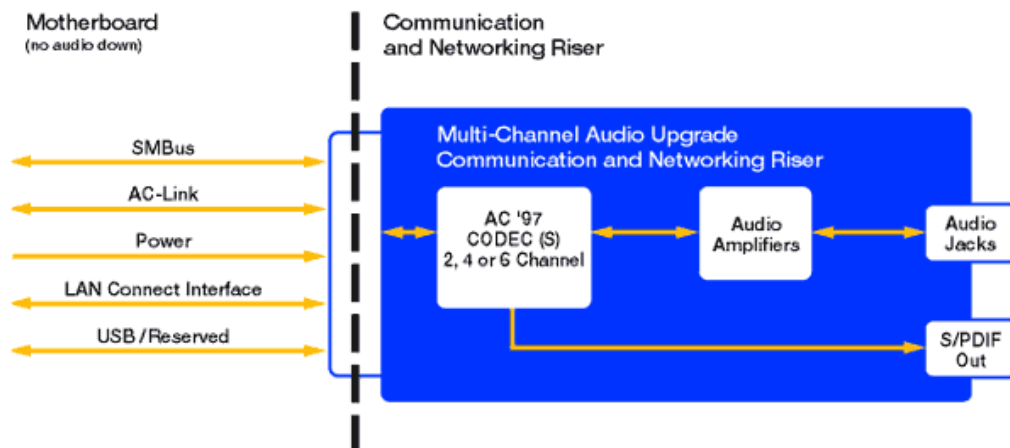 Motherboard
(no audio down)
Communication
and Networking Riser
SMBus
AC-Link
Power
LAN Connect Interface
USB/Reserved
Multi-Channel Audio Upgrade
Communication and Networking Riser
AC '97
CODEC (S)
2, 4 or 6 Channel
Audio
Amplifiers
Audio
Jacks
S/PDIF
Out